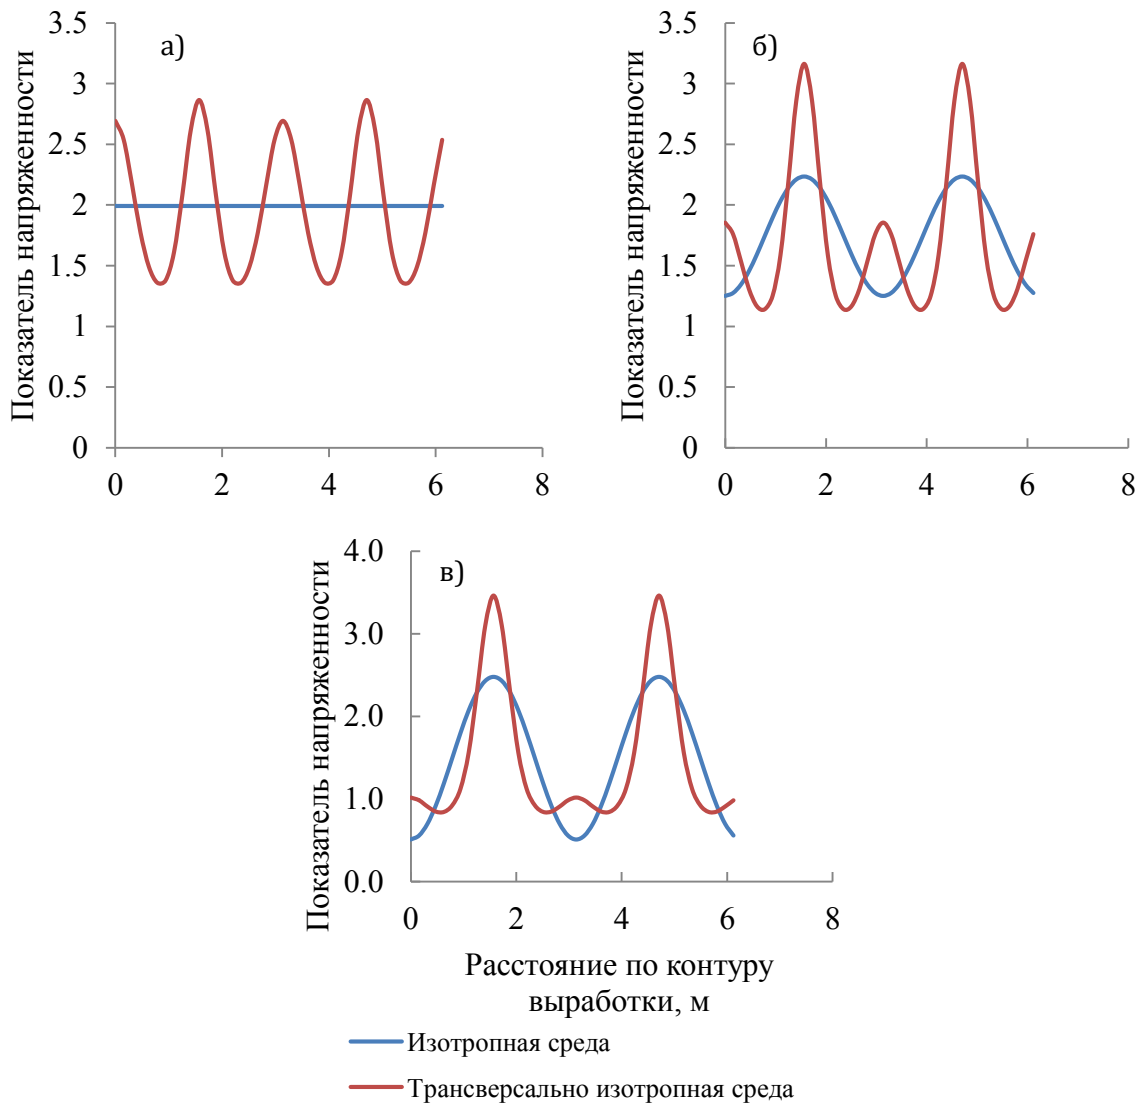 а)
Показатель напряженности
3.5
3
2.5
2
1.5
1
0.5
0
0 2 4 6 8
б)
Показатель напряженности
3.5
3
2.5
2
1.5
1
0.5
0
0 2 4 6 8
в)
Показатель напряженности
4.0
3.0
2.0
1.0
0.0
0 2 4 6 8
Расстояние по контуру
выработки, м
Изотропная среда
Трансверсально изотропная среда